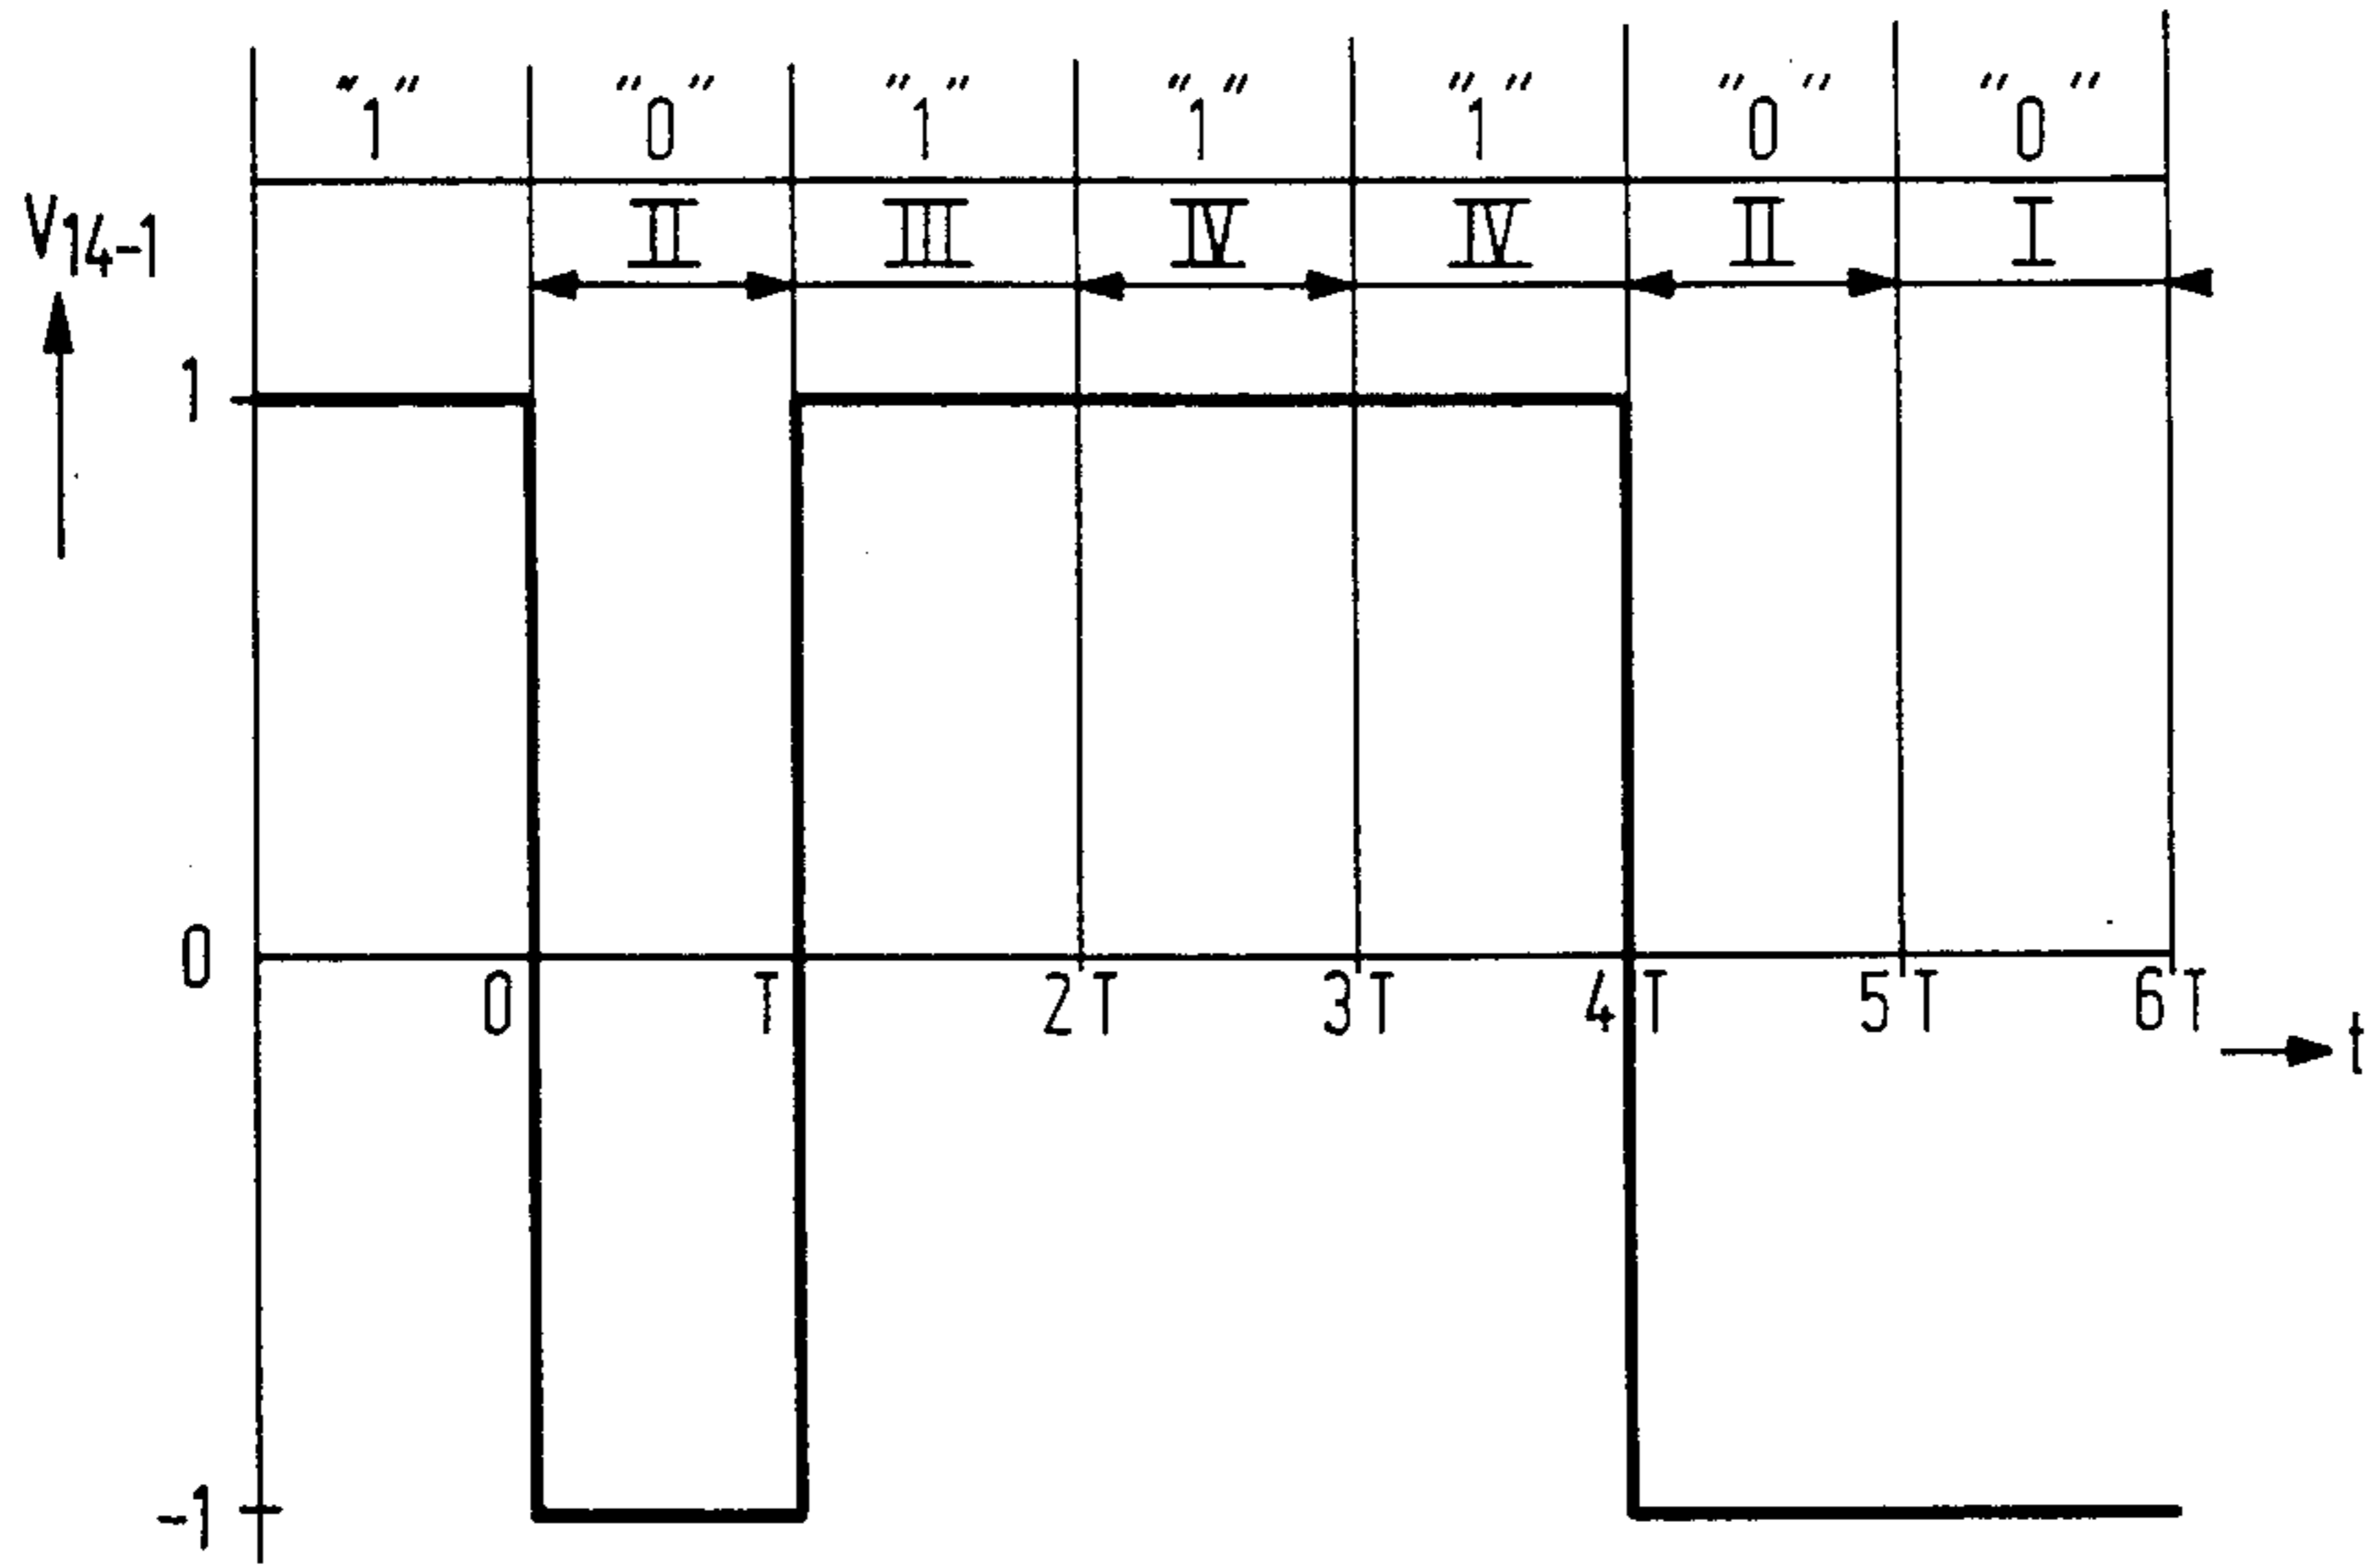 "1" "0" "1" "1" "1" "0" "0"
V14-1 II III IV IV II I
1
0
0 T 2T 3T 4T 5T 6T
t
-1